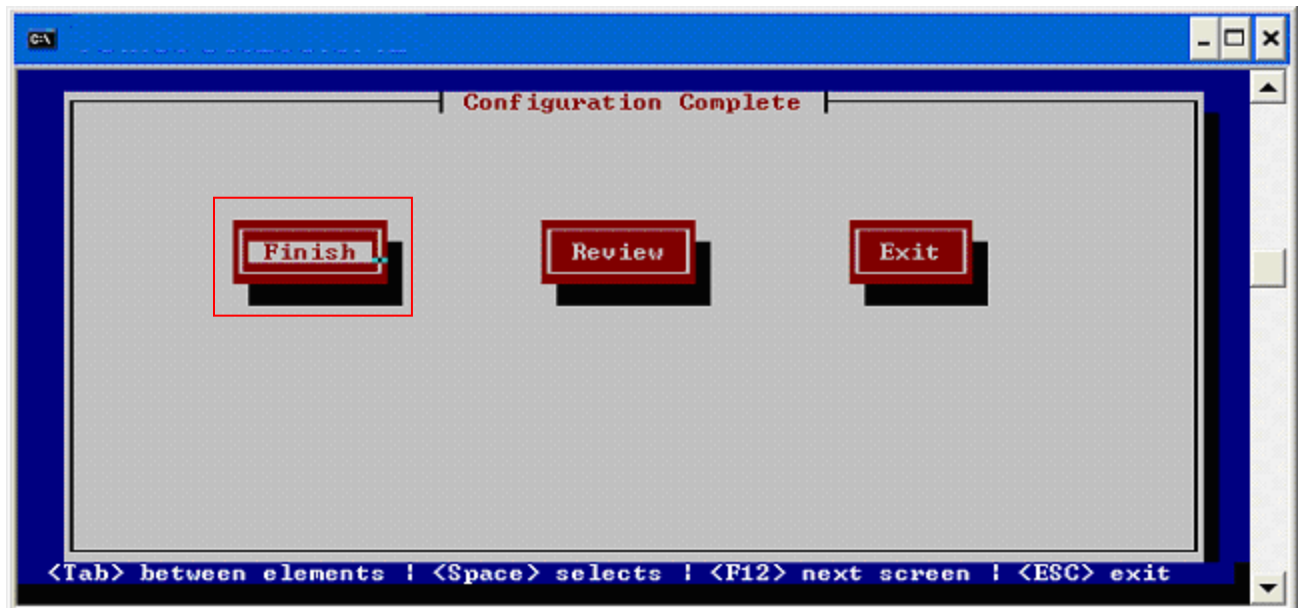 C:\
Configuration Complete
Finish Review Exit
<Tab> between elements ¦ <Space> selects ¦ <F12> next screen ¦ <ESC> exit